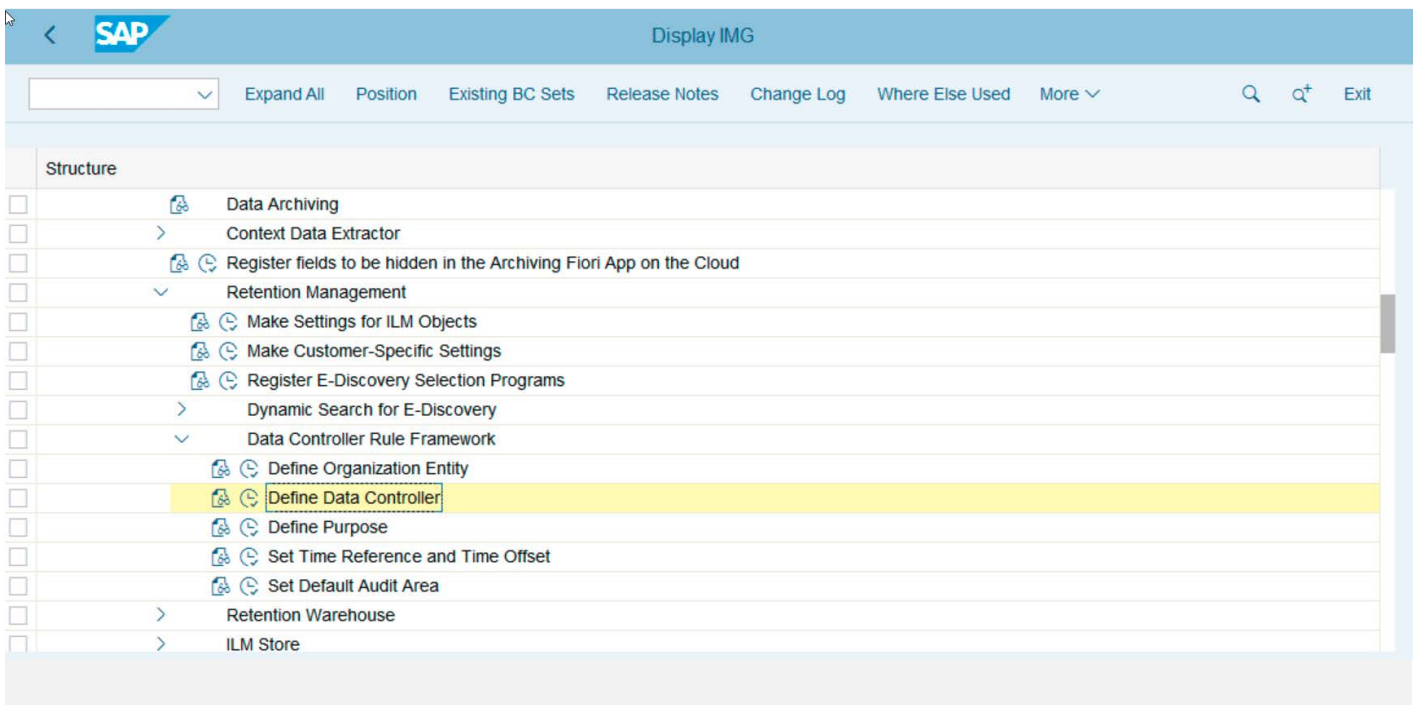 SAP
Display IMG
Expand All Position Existing BC Sets Release Notes Change Log Where Else Used More Exit
Structure
Data Archiving
Context Data Extractor
Register fields to be hidden in the Archiving Fiori App on the Cloud
Retention Management
Make Settings for ILM Objects
Make Customer-Specific Settings
Register E-Discovery Selection Programs
Dynamic Search for E-Discovery
Data Controller Rule Framework
Define Organization Entity
Define Data Controller
Define Purpose
Set Time Reference and Time Offset
Set Default Audit Area
Retention Warehouse
ILM Store